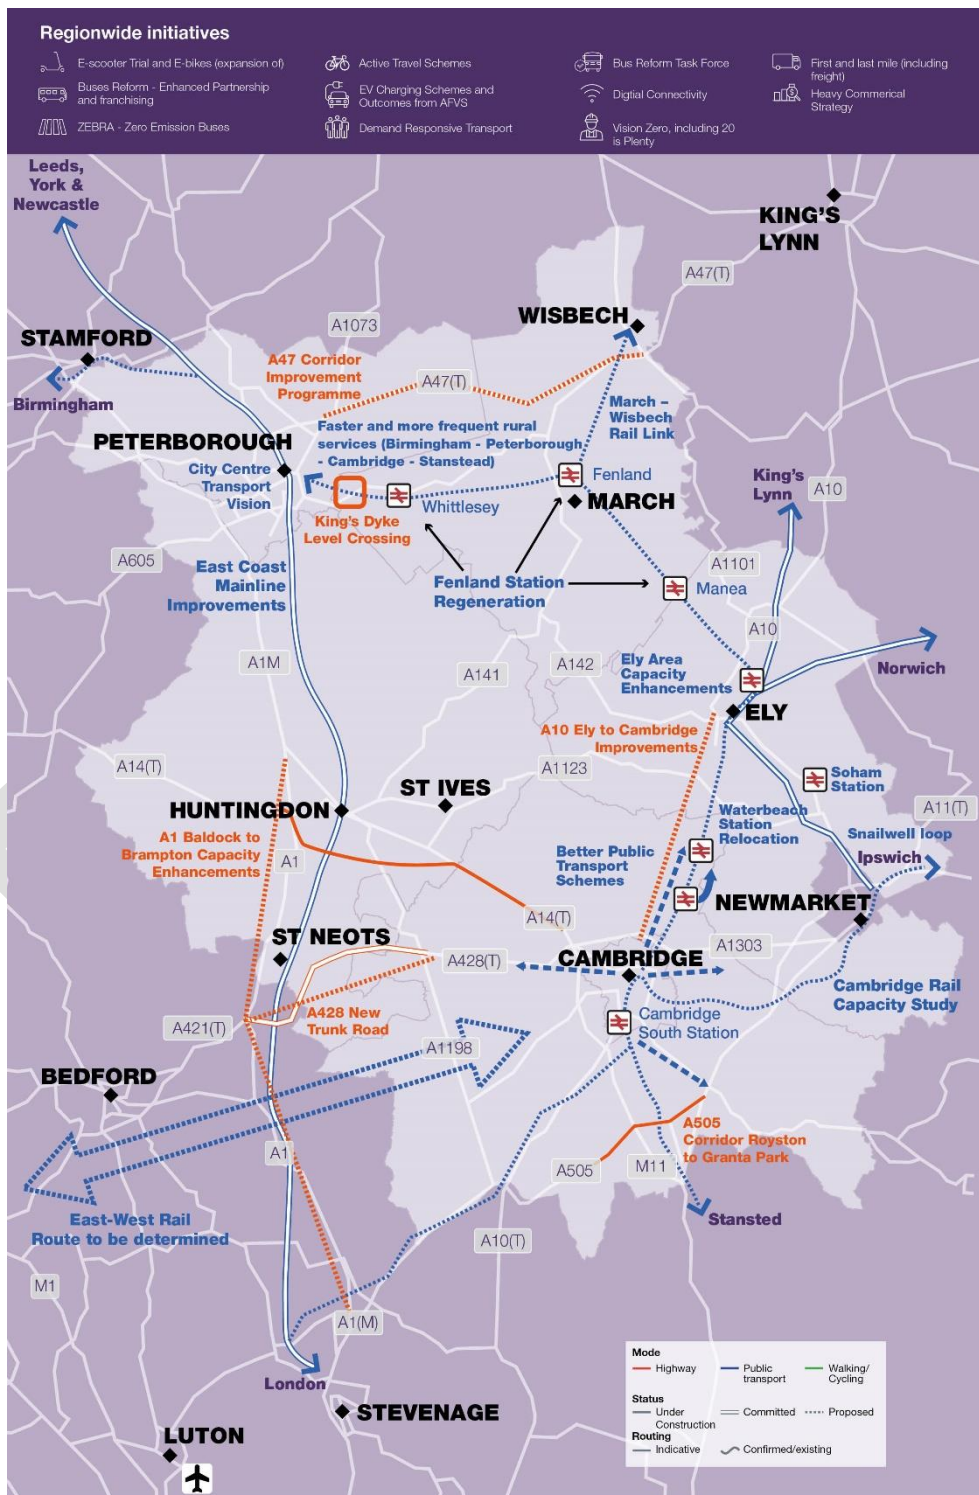 Regionwide initiatives
E-scooter Trial and E-bikes (expansion of)
Buses Reform - Enhanced Partnership
and franchising
ZEBRA - Zero Emission Buses
Active Travel Schemes
EV Charging Schemes and
Outcomes from AFVS
Demand Responsive Transport
Bus Reform Task Force
Digtial Connectivity
Vision Zero, including 20
is Plenty
First and last mile (including
freight)
Heavy Commerical
Strategy
Leeds,
York &
Newcastle
KING'S
LYNN
A47(T)
WISBECH
A1073
STAMFORD
Birmingham
A47 Corridor
Improvement
Programme
A47(T)
March –
Wisbech
Rail Link
PETERBOROUGH
City Centre
Transport
Vision
Faster and more frequent rural
services (Birmingham - Peterborough
- Cambridge - Stanstead)
Fenland
MARCH
Whittlesey
King's Dyke
Level Crossing
King's
Lynn
A10
A605
East Coast
Mainline
Improvements
Fenland Station
Regeneration
A1101
Manea
A10
A1M
A141
A142
Ely Area
Capacity
Enhancements
Norwich
ELY
A10 Ely to Cambridge
Improvements
A14(T)
A1123
HUNTINGDON
ST IVES
Soham
Station
A11(T)
A1 Baldock to
Brampton Capacity
Enhancements
A1
Waterbeach
Station
Relocation
Better Public
Transport
Schemes
Snailwell loop
Ipswich
A14(T)
NEWMARKET
ST NEOTS
A428(T)
CAMBRIDGE
A1303
Cambridge Rail
Capacity Study
A421(T)
A428 New
Trunk Road
Cambridge
South Station
A1198
BEDFORD
A1
A505
Corridor Royston
to Granta Park
A505
M11
East-West Rail
Route to be determined
Stansted
A10(T)
M1
A1(M)
London
STEVENAGE
LUTON
Mode
Highway
Public
transport
Walking/
Cycling
Status
Under
Construction
Committed
Proposed
Routing
Indicative
Confirmed/existing